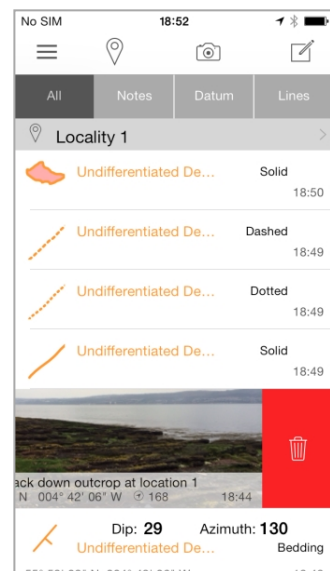 No SIM 18:52
All Notes Datum Lines
Locality 1
Undifferentiated De... Solid
18:50
Undifferentiated De... Dashed
18:49
Undifferentiated De... Dotted
18:49
Undifferentiated De... Solid
18:49
ack down outcrop at location 1
N 004° 42' 06" W 168 18:44
Dip: 29 Azimuth: 130
Undifferentiated De... Bedding